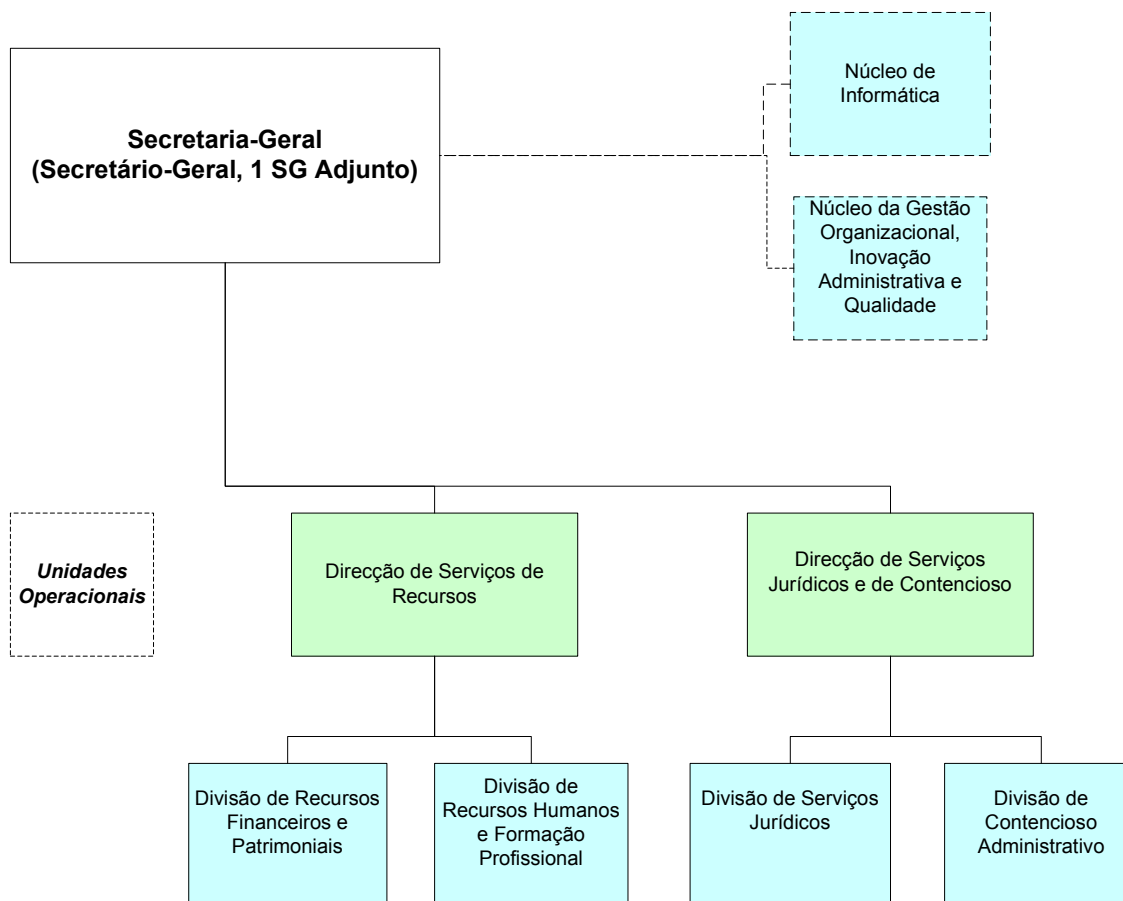 Núcleo de
Informática
Secretaria-Geral
(Secretário-Geral, 1 SG Adjunto)
Núcleo da Gestão
Organizacional,
Inovação
Administrativa e
Qualidade
Unidades
Operacionais
Direcção de Serviços de
Recursos
Direcção de Serviços
Jurídicos e de Contencioso
Divisão de Recursos
Financeiros e
Patrimoniais
Divisão de
Recursos Humanos
e Formação
Profissional
Divisão de Serviços
Jurídicos
Divisão de
Contencioso
Administrativo